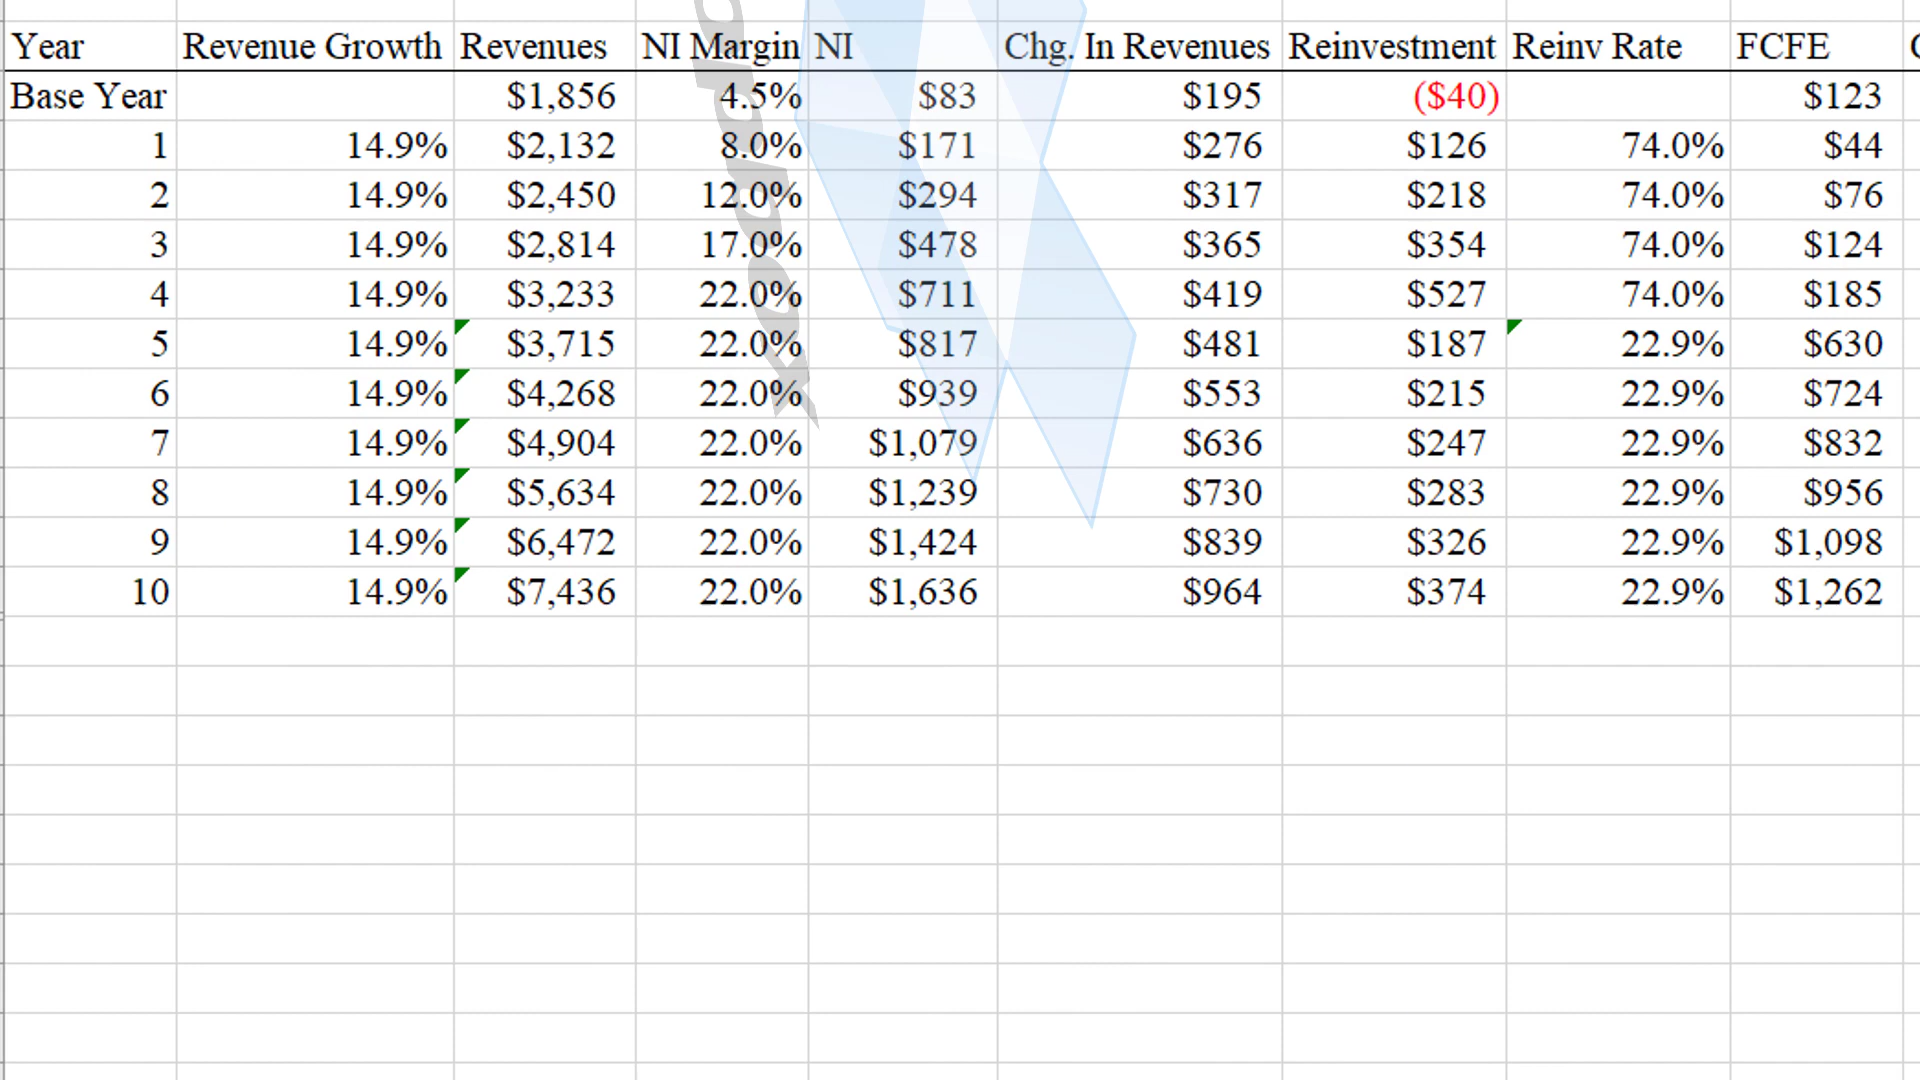 Year Revenue Growth Revenues NI Margin NI Chg. In Revenues Reinvestment Reinv Rate FCFE
Base Year $1,856 4.5% $83 $195 ($40) $123
1 14.9% $2,132 8.0% $171 $276 $126 74.0% $44
2 14.9% $2,450 12.0% $294 $317 $218 74.0% $76
3 14.9% $2,814 17.0% $478 $365 $354 74.0% $124
4 14.9% $3,233 22.0% $711 $419 $527 74.0% $185
5 14.9% $3,715 22.0% $817 $481 $187 22.9% $630
6 14.9% $4,268 22.0% $939 $553 $215 22.9% $724
7 14.9% $4,904 22.0% $1,079 $636 $247 22.9% $832
8 14.9% $5,634 22.0% $1,239 $730 $283 22.9% $956
9 14.9% $6,472 22.0% $1,424 $839 $326 22.9% $1,098
10 14.9% $7,436 22.0% $1,636 $964 $374 22.9% $1,262